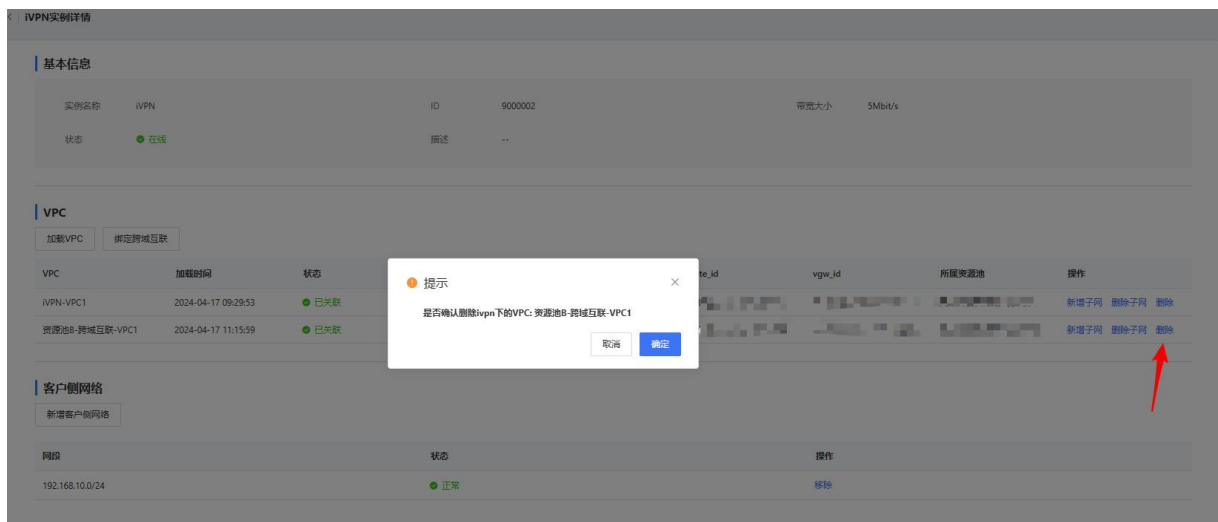 iVPN实例详情
基本信息
实例名称 iVPN ID 9000002 带宽大小 5Mbit/s
状态 在线 描述 --
VPC
加载VPC 绑定跨域互联
VPC 加载时间 状态 te_id vgw_id 所属资源池 操作
iVPN-VPC1 2024-04-17 09:29:53 已关联 新增子网 删除子网 删除
资源池B-跨域互联-VPC1 2024-04-17 11:15:59 已关联 新增子网 删除子网 删除
提示
是否确认删除ivpn下的VPC: 资源池B-跨域互联-VPC1
取消 确定
客户侧网络
新增客户侧网络
网段 状态 操作
192.168.10.0/24 正常 移除